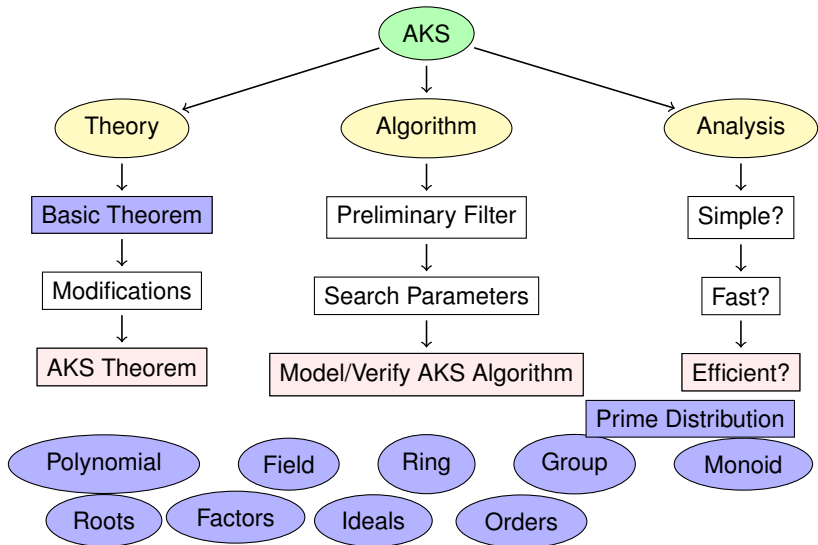 AKS
Theory
Algorithm
Analysis
Basic Theorem
Preliminary Filter
Simple?
Modifications
Search Parameters
Fast?
AKS Theorem
Model/Verify AKS Algorithm
Efficient?
Prime Distribution
Polynomial
Field
Ring
Group
Monoid
Roots
Factors
Ideals
Orders